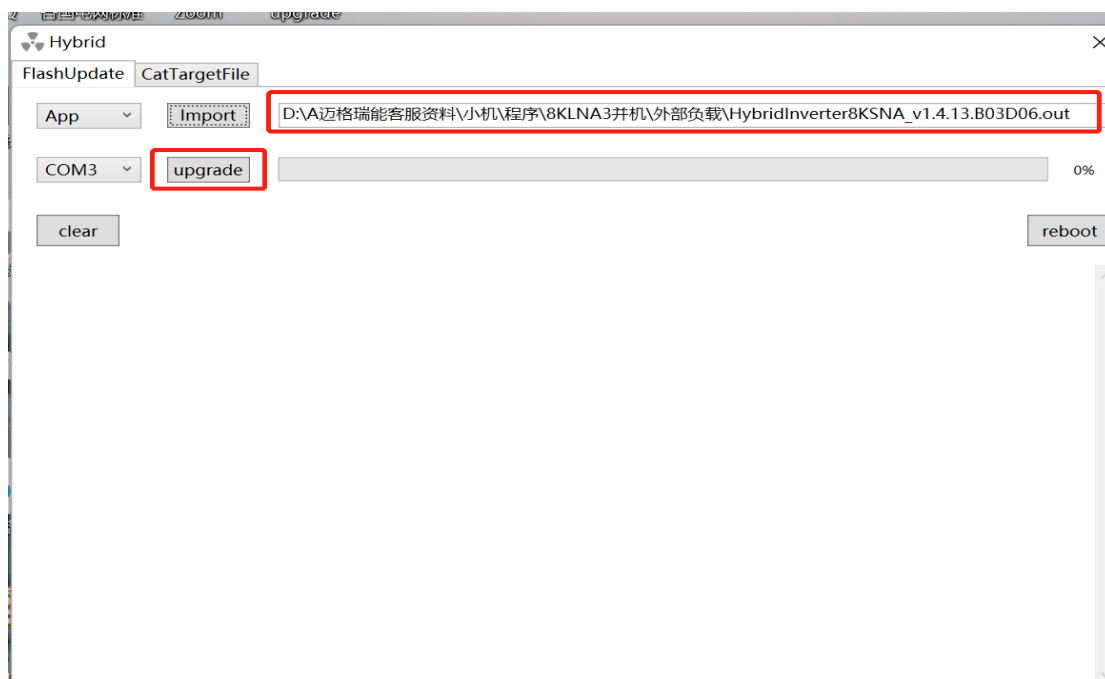 zoom
upgrade
Hybrid
FlashUpdate CatTargetFile
App Import D:\A迈格瑞能客服资料\小机\程序\8KLNA3并机\外部负载\HybridInverter8KSNA_v1.4.13.B03D06.out
COM3 upgrade 0%
clear reboot